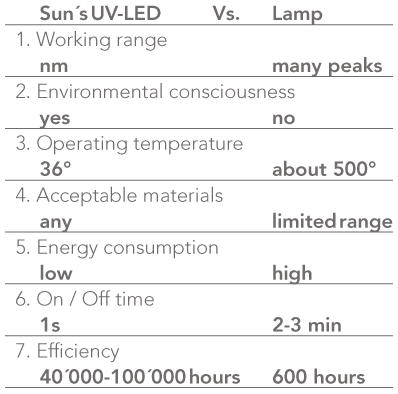 Sun´s UV-LED Vs. Lamp
1. Working range
nm many peaks
2. Environmental consciousness
yes no
3. Operating temperature
36° about 500°
4. Acceptable materials
any limited range
5. Energy consumption
low high
6. On / Off time
1s 2-3 min
7. Efficiency
40´000-100´000 hours 600 hours